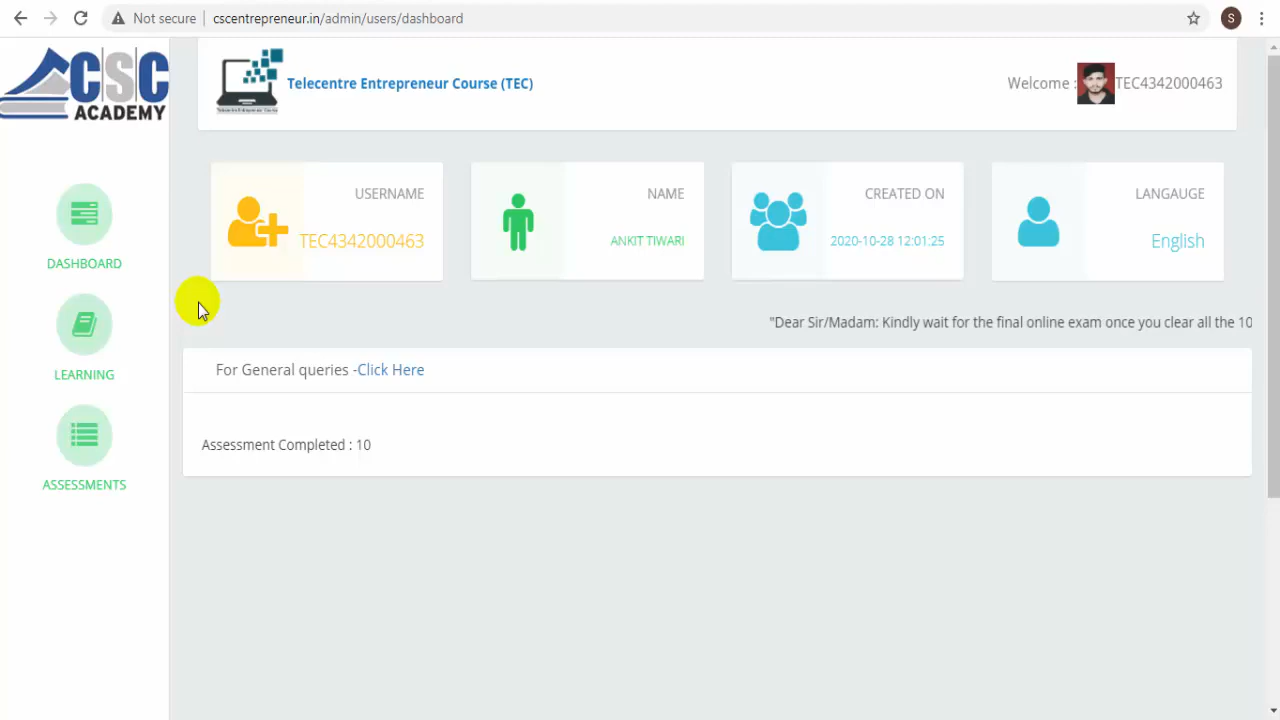 Not secure | cscentrepreneur.in/admin/users/dashboard
S
CSC
ACADEMY
Telecentre Entrepreneur Course (TEC)
Welcome : TEC4342000463
DASHBOARD
LEARNING
ASSESSMENTS
USERNAME
TEC4342000463
NAME
ANKIT TIWARI
CREATED ON
2020-10-28 12:01:25
LANGAUGE
English
"Dear Sir/Madam: Kindly wait for the final online exam once you clear all the 10
For General queries -Click Here
Assessment Completed : 10